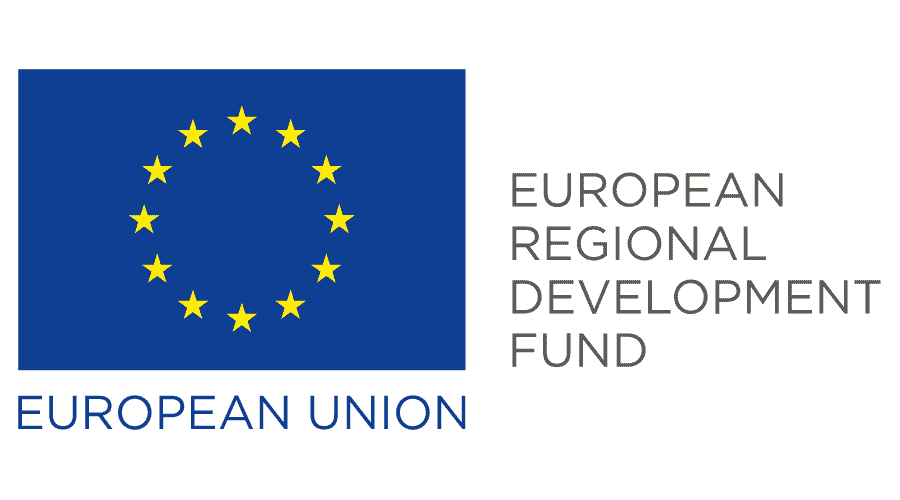 EUROPEAN UNION
EUROPEAN
REGIONAL
DEVELOPMENT
FUND